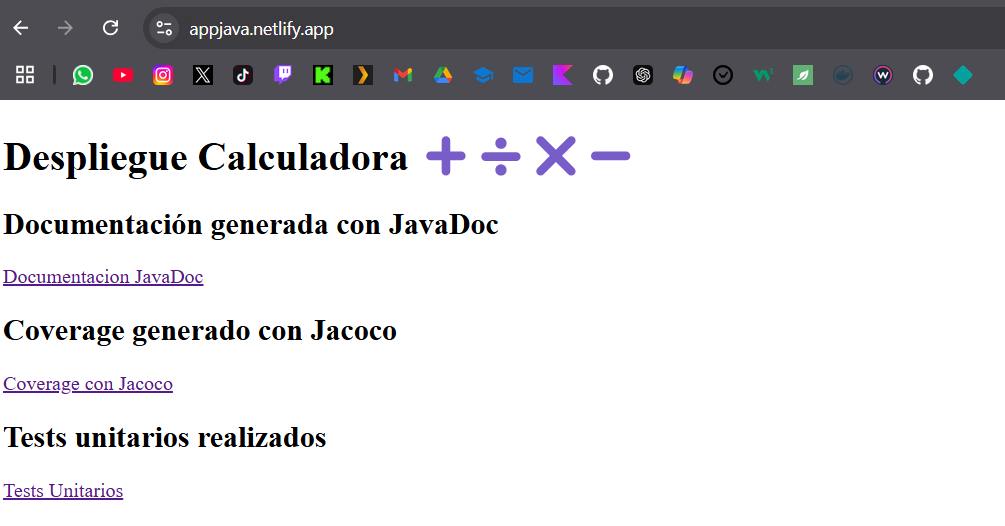 appjava.netlify.app
Despliegue Calculadora ➕➗✖➖
Documentación generada con JavaDoc
Documentacion JavaDoc
Coverage generado con Jacoco
Coverage con Jacoco
Tests unitarios realizados
Tests Unitarios